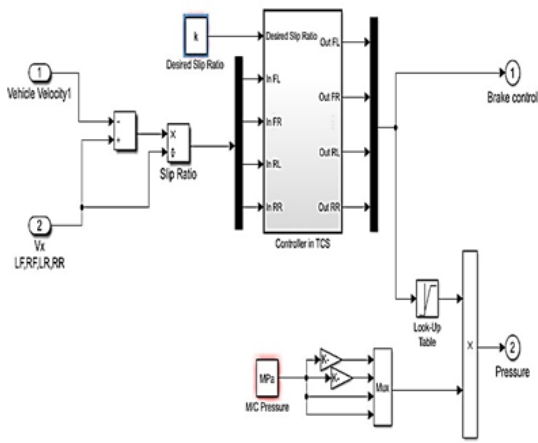 k
Desired Slip Ratio
1
Vehicle Velocity1
-
+
×
÷
Slip Ratio
2
Vx
LF,RF,LR,RR
Desired Slip Ratio
In FL
In FR
In RL
In RR
Out FL
Out FR
Out RL
Out RR
Controller in TCS
1
Brake control
Look-Up
Table
×
2
Pressure
MPa
M/C Pressure
K-
K-
Mux